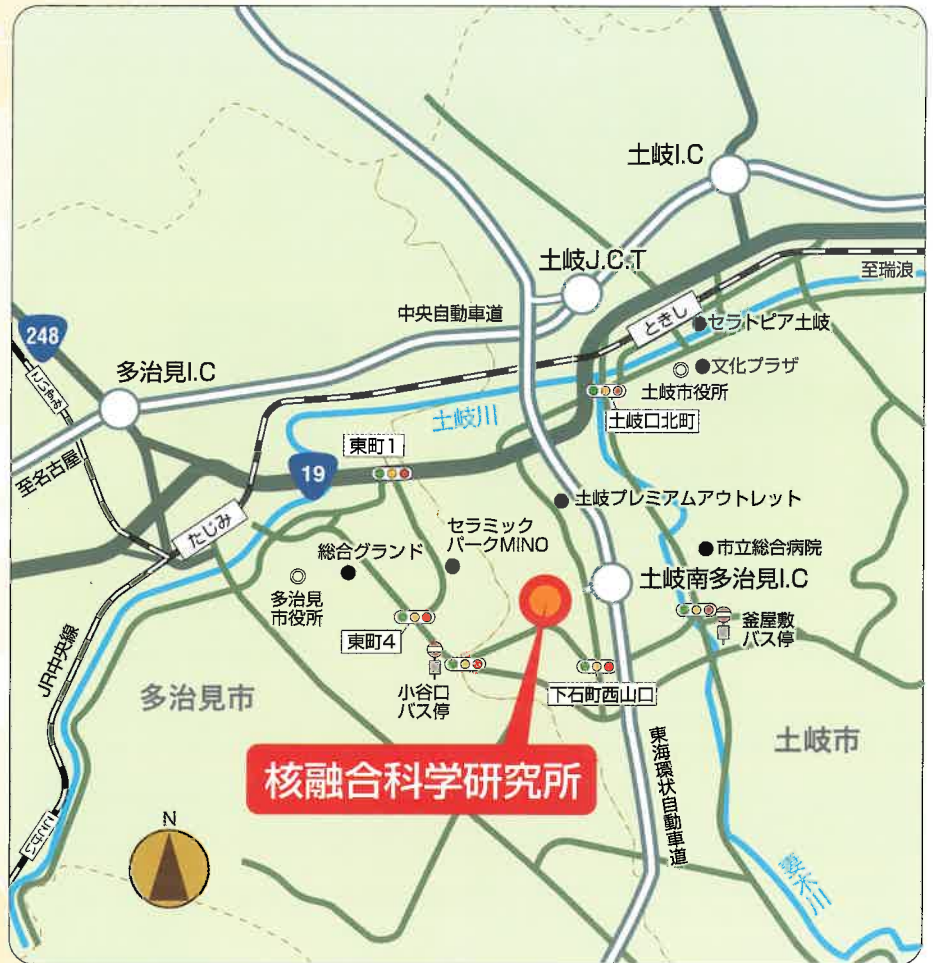 土岐I.C
土岐J.C.T
至瑞浪
中央自動車道
ときし
セラトピア土岐
248
文化プラザ
多治見I.C
土岐市役所
土岐川
土岐口北町
東町1
至名古屋
19
土岐プレミアムアウトレット
たじみ
セラミック
パークMINO
総合グランド
市立総合病院
土岐南多治見I.C
多治見
市役所
釜屋敷
バス停
東町4
小谷口
バス停
下石町西山口
JR中央線
多治見市
土岐市
東海環状自動車道
核融合科学研究所
N
妻木川